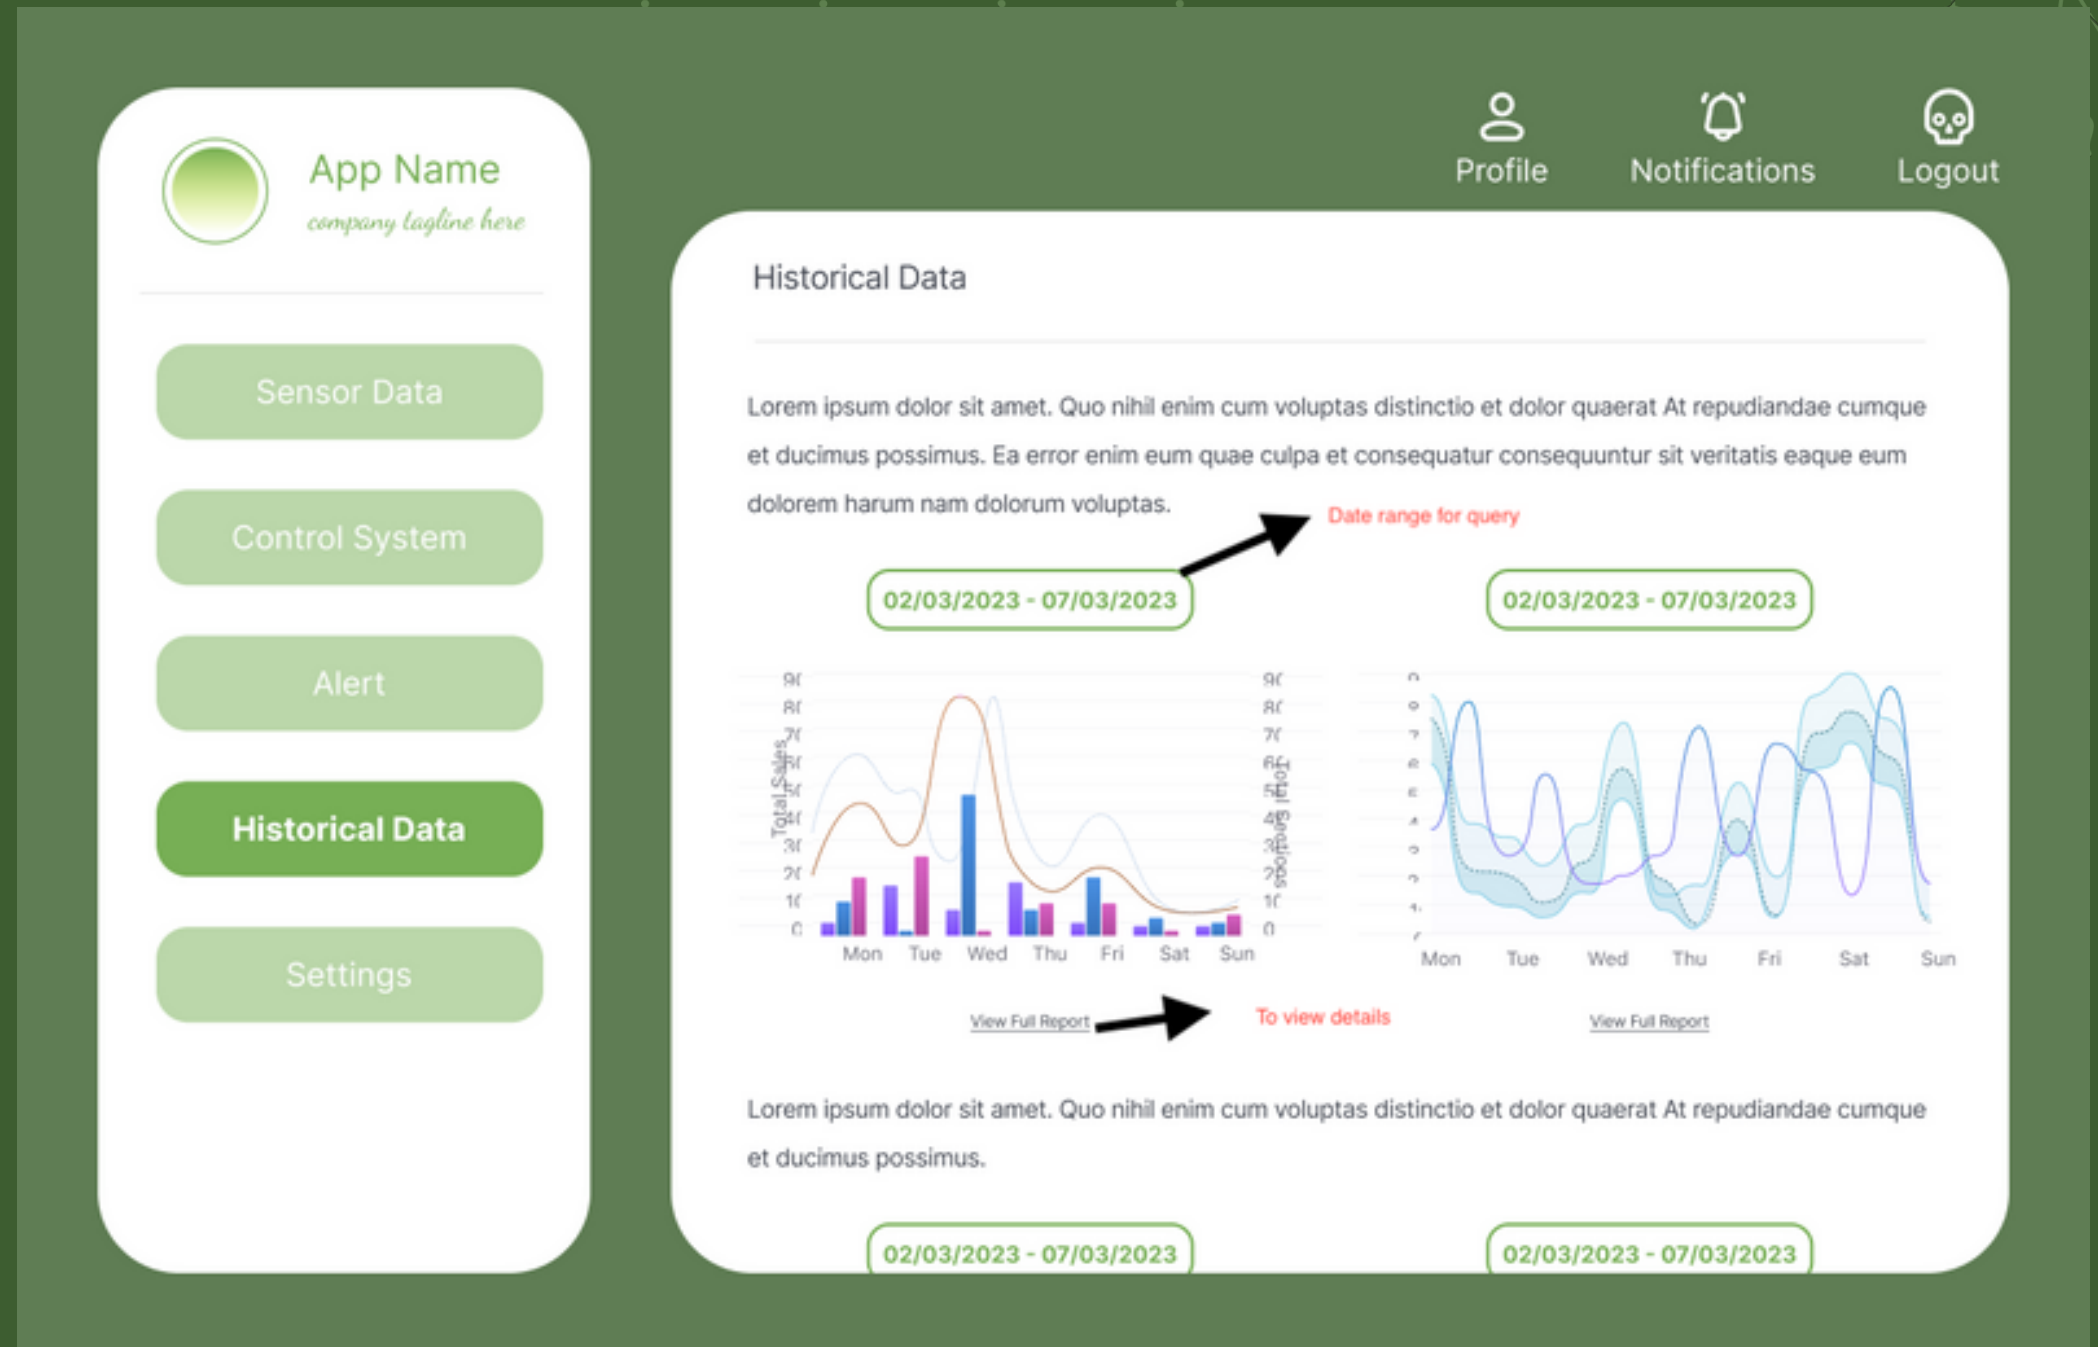 App Name
company tagline here
Sensor Data
Control System
Alert
Historical Data
Settings
Profile
Notifications
Logout
Historical Data
Lorem ipsum dolor sit amet. Quo nihil enim cum voluptas distinctio et dolor quaerat At repudiandae cumque
et ducimus possimus. Ea error enim eum quae culpa et consequatur consequuntur sit veritatis eaque eum
dolorem harum nam dolorum voluptas.
Date range for query
02/03/2023 - 07/03/2023
02/03/2023 - 07/03/2023
Total Sales
Mon Tue Wed Thu Fri Sat Sun
Mon Tue Wed Thu Fri Sat Sun
View Full Report
To view details
View Full Report
Lorem ipsum dolor sit amet. Quo nihil enim cum voluptas distinctio et dolor quaerat At repudiandae cumque
et ducimus possimus.
02/03/2023 - 07/03/2023
02/03/2023 - 07/03/2023